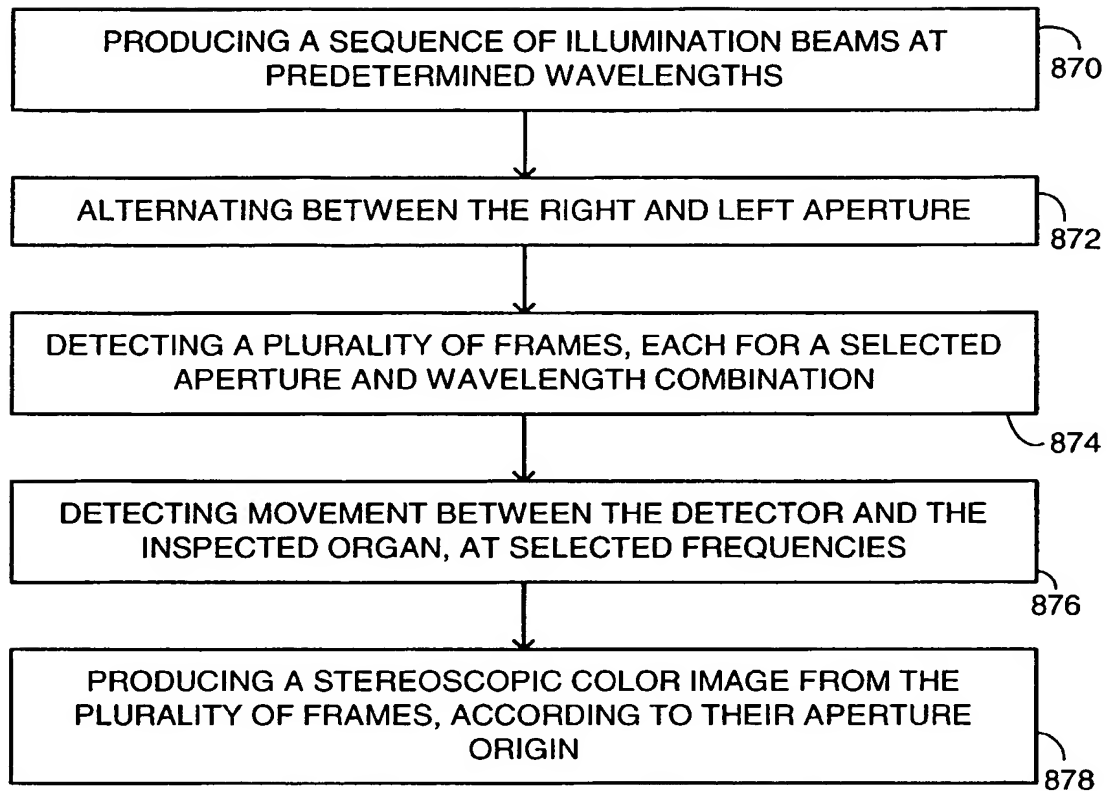 PRODUCING A SEQUENCE OF ILLUMINATION BEAMS AT
PREDETERMINED WAVELENGTHS
870
ALTERNATING BETWEEN THE RIGHT AND LEFT APERTURE
872
DETECTING A PLURALITY OF FRAMES, EACH FOR A SELECTED
APERTURE AND WAVELENGTH COMBINATION
874
DETECTING MOVEMENT BETWEEN THE DETECTOR AND THE
INSPECTED ORGAN, AT SELECTED FREQUENCIES
876
PRODUCING A STEREOSCOPIC COLOR IMAGE FROM THE
PLURALITY OF FRAMES, ACCORDING TO THEIR APERTURE
ORIGIN
878